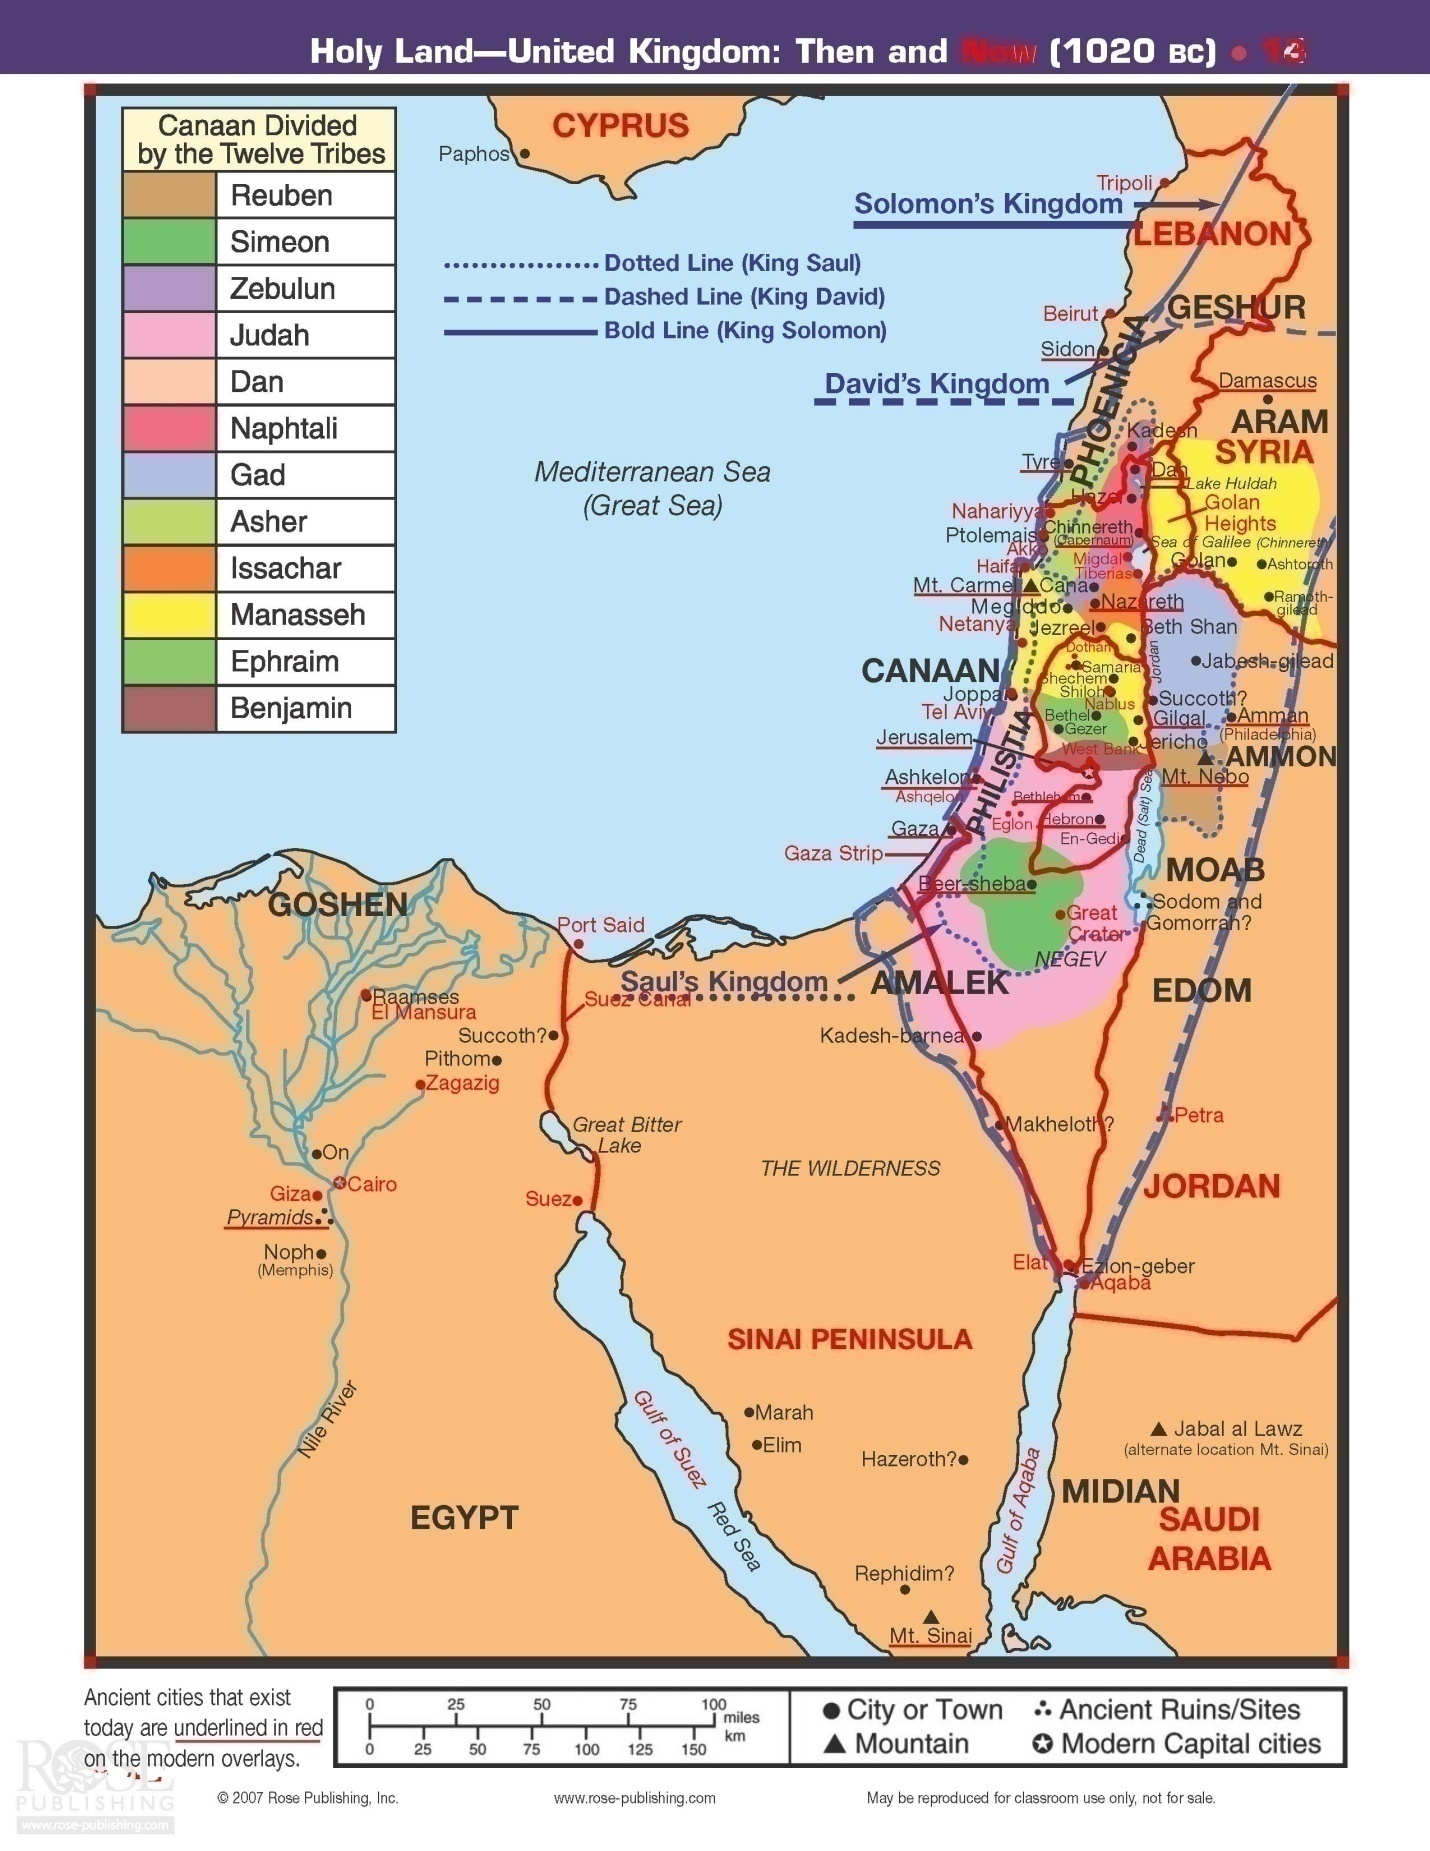 Holy Land—United Kingdom: Then and Now (1020 BC) •
Canaan Divided
by the Twelve Tribes
Reuben
Simeon
Zebulun
Judah
Dan
Naphtali
Gad
Asher
Issachar
Manasseh
Ephraim
Benjamin
CYPRUS
Paphos
Tripoli
Solomon's Kingdom
LEBANON
Dotted Line (King Saul)
Dashed Line (King David)
Bold Line (King Solomon)
GESHUR
Beirut
Sidon
PHOENICIA
David's Kingdom
Damascus
ARAM
SYRIA
Kadesh
Mediterranean Sea
(Great Sea)
Tyre
Dan
Lake Huldah
Hazor
Golan
Heights
Nahariyya
Ptolemais
Chinnereth
(Capernaum)
Akko
Sea of Galilee (Chinnereth)
Migdal
Golan
Ashtoroth
Haifa
Tiberias
Mt. Carmel
Cana
Ramoth-
gilead
Megiddo
Nazareth
Netanya
Jezreel
Beth Shan
Dothan
CANAAN
Samaria
Jordan
Jabesh-gilead
Shechem
Joppa
Shiloh
Succoth?
Tel Aviv
Nablus
Bethel
Gilgal
Amman
(Philadelphia)
Gezer
Jerusalem
West Bank
Jericho
AMMON
PHILISTIA
Ashkelon
Ashqelon
Mt. Nebo
Bethlehem
Dead (Salt) Sea
Gaza
Eglon
Hebron
En-Gedi
Gaza Strip
MOAB
Beer-sheba
GOSHEN
Port Said
Great
Crater
Sodom and
Gomorrah?
NEGEV
Saul's Kingdom
AMALEK
EDOM
Raamses
El Mansura
Suez Canal
Succoth?
Kadesh-barnea
Pithom
Zagazig
Great Bitter
Lake
Makheloth?
Petra
On
THE WILDERNESS
Cairo
Giza
Suez
JORDAN
Pyramids
Noph
(Memphis)
Elat
Ezion-geber
Aqaba
SINAI PENINSULA
Nile River
Gulf of Suez
Marah
Elim
Jabal al Lawz
(alternate location Mt. Sinai)
Hazeroth?
Gulf of Aqaba
MIDIAN
EGYPT
Red Sea
SAUDI
ARABIA
Rephidim?
Mt. Sinai
Ancient cities that exist
today are underlined in red
on the modern overlays.
0 25 50 75 100
miles
km
0 25 50 75 100 125 150
City or Town
Ancient Ruins/Sites
Mountain
Modern Capital cities
ROSE
PUBLISHING
www.rose-publishing.com
© 2007 Rose Publishing, Inc.
www.rose-publishing.com
May be reproduced for classroom use only, not for sale.